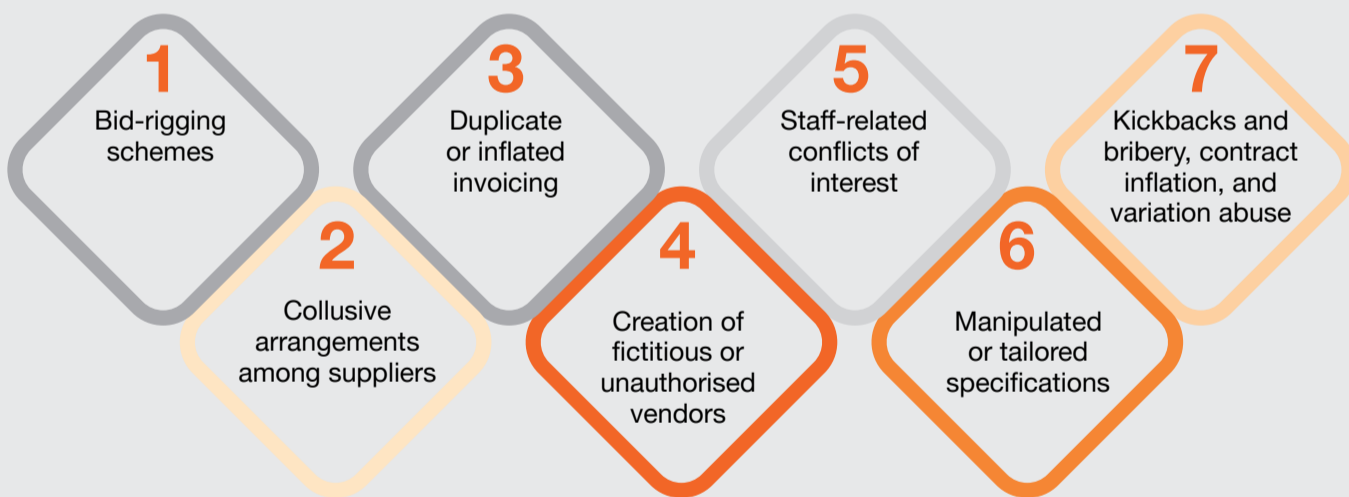 1
Bid-rigging
schemes
2
Collusive
arrangements
among suppliers
3
Duplicate
or inflated
invoicing
4
Creation of
fictitious or
unauthorised
vendors
5
Staff-related
conflicts of
interest
6
Manipulated
or tailored
specifications
7
Kickbacks and
bribery, contract
inflation, and
variation abuse